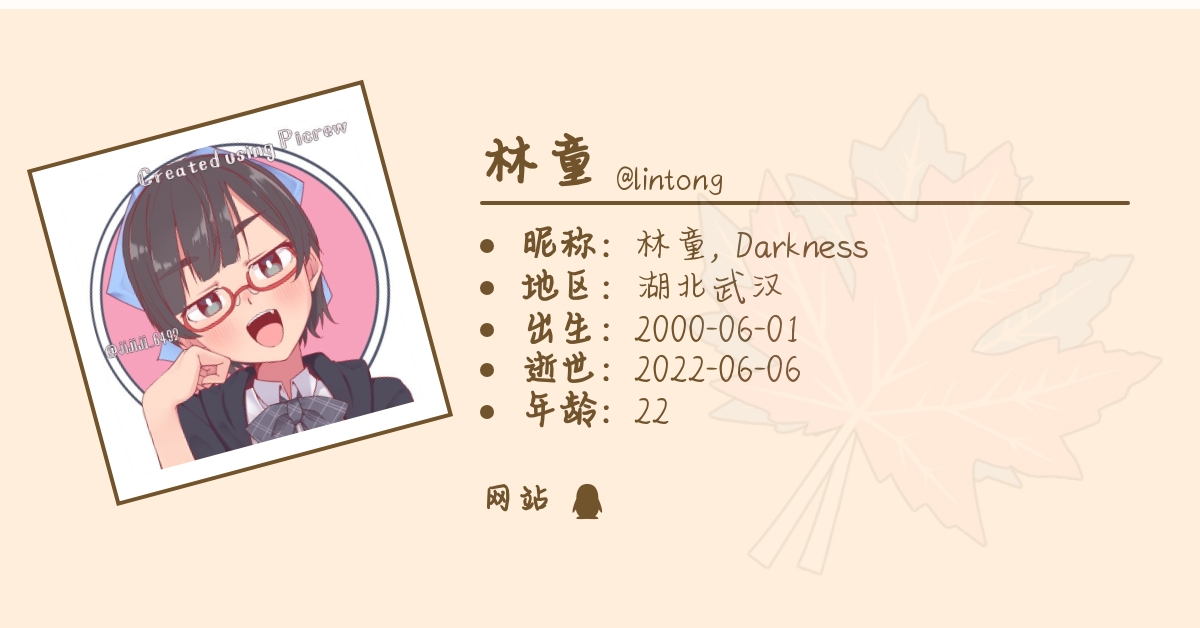 Created using Picrew
@jijiji_6492
林童 @lintong
昵称：林童, Darkness
地区：湖北武汉
出生：2000-06-01
逝世：2022-06-06
年龄：22
网站